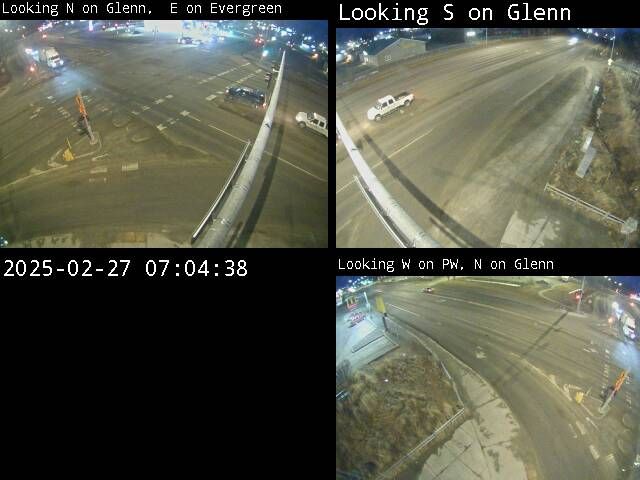 Looking N on Glenn,  E on Evergreen
Looking S on Glenn
2025-02-27 07:04:38
Looking W on PW, N on Glenn